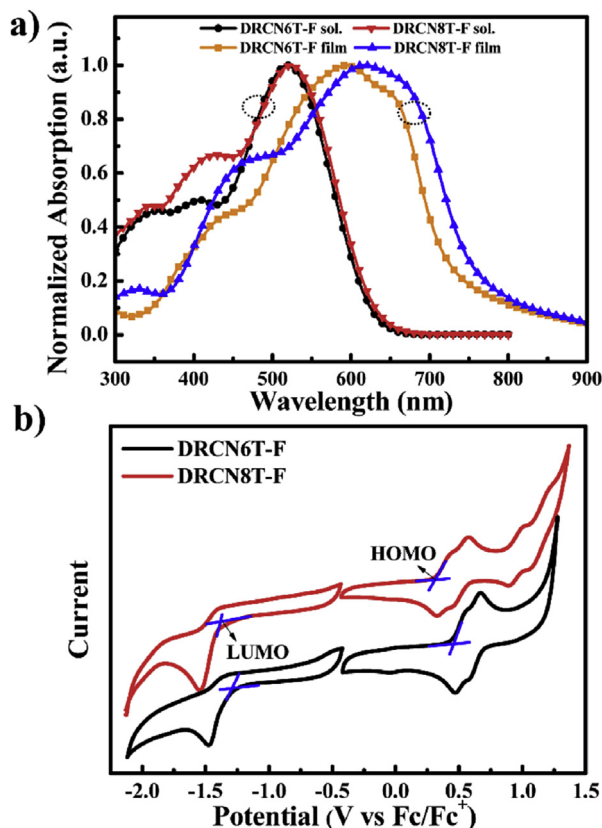 a)
DRCN6T-F sol. DRCN8T-F sol.
DRCN6T-F film DRCN8T-F film
1.0
0.8
0.6
0.4
0.2
0.0
Normalized Absorption (a.u.)
300 400 500 600 700 800 900
Wavelength (nm)
b)
DRCN6T-F
DRCN8T-F
HOMO
LUMO
Current
-2.0 -1.5 -1.0 -0.5 0.0 0.5 1.0 1.5
Potential (V vs Fc/Fc⁺)